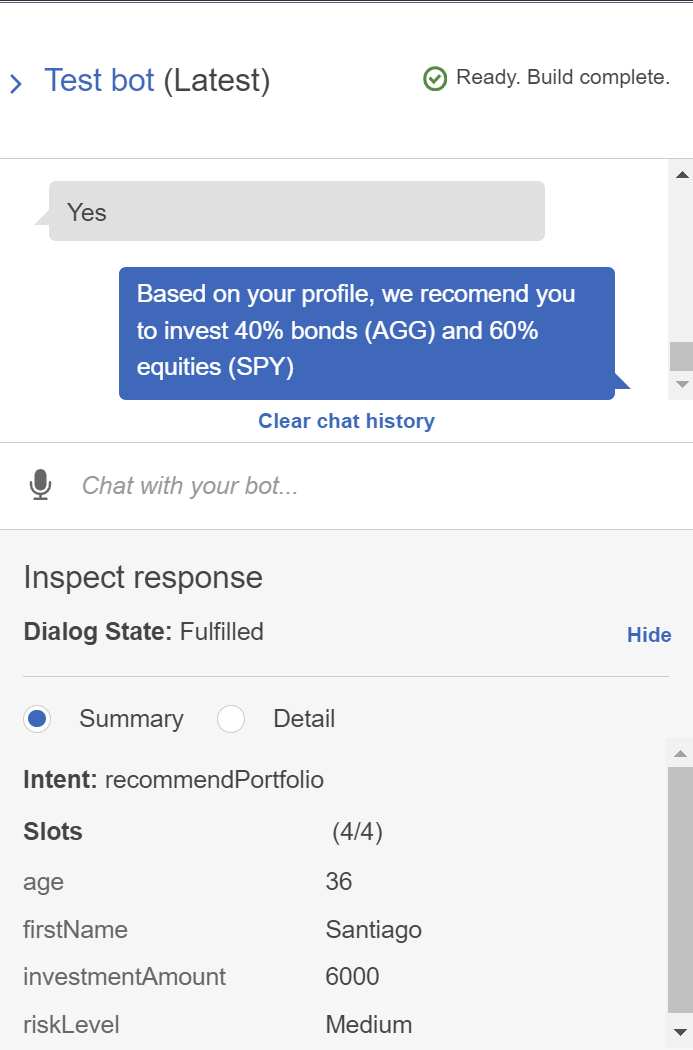 Test bot (Latest)
Ready. Build complete.
Yes
Based on your profile, we recomend you
to invest 40% bonds (AGG) and 60%
equities (SPY)
Clear chat history
Chat with your bot...
Inspect response
Dialog State: Fulfilled
Hide
Summary Detail
Intent: recommendPortfolio
Slots (4/4)
age 36
firstName Santiago
investmentAmount 6000
riskLevel Medium